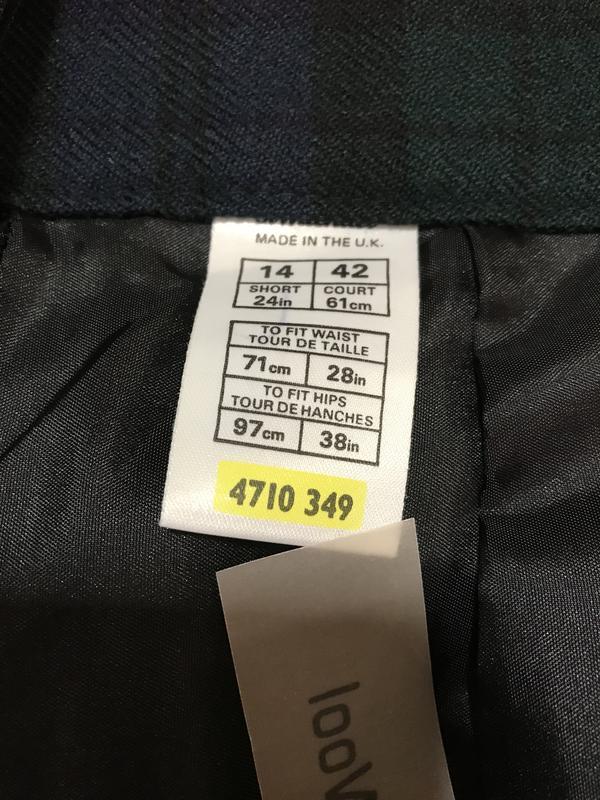 MADE IN THE U.K.
14 42
SHORT COURT
24in 61cm
TO FIT WAIST
TOUR DE TAILLE
71cm 28in
TO FIT HIPS
TOUR DE HANCHES
97cm 38in
4710 349
Wool